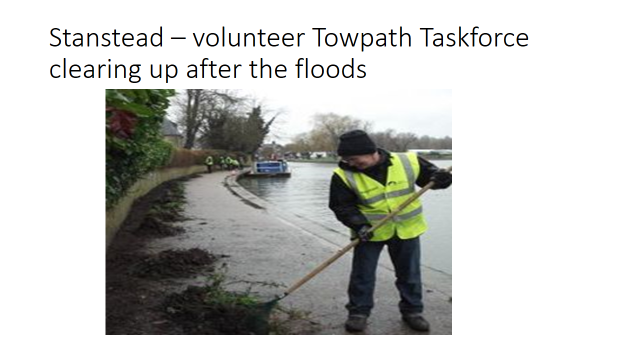 Stanstead – volunteer Towpath Taskforce
clearing up after the floods